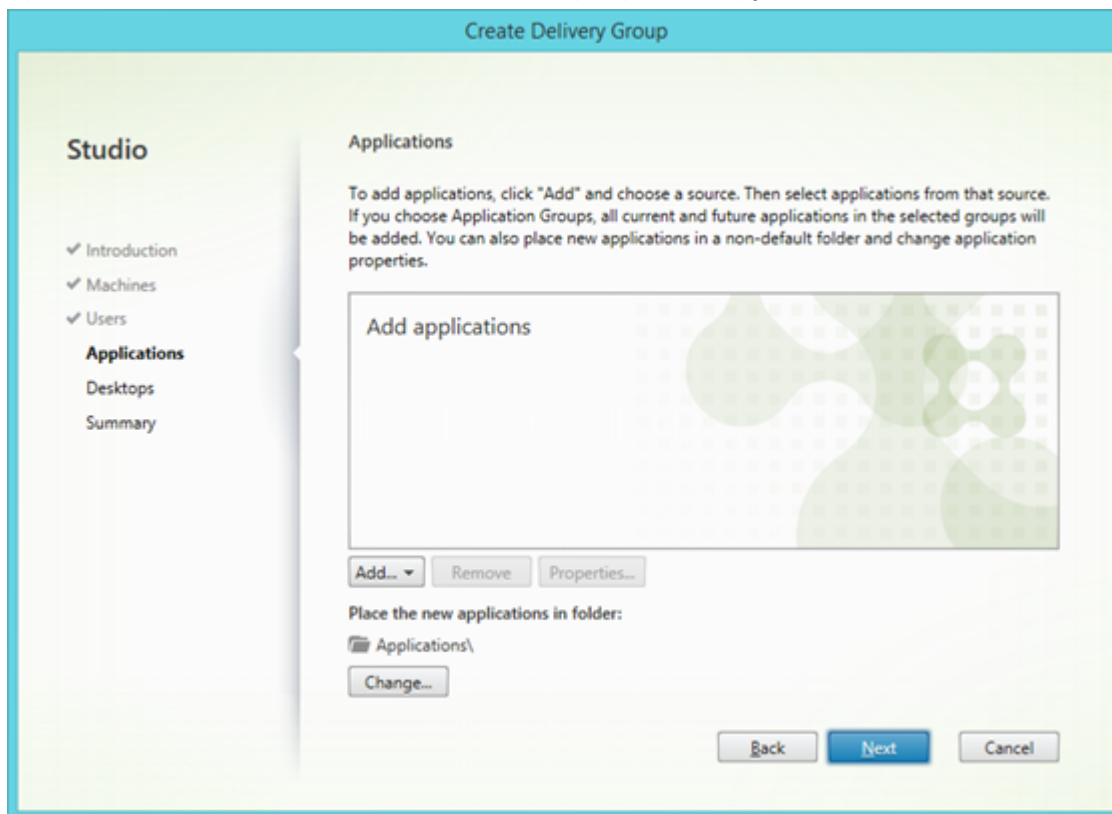 Create Delivery Group
Studio
✔ Introduction
✔ Machines
✔ Users
Applications
Desktops
Summary
Applications
To add applications, click "Add" and choose a source. Then select applications from that source.
If you choose Application Groups, all current and future applications in the selected groups will
be added. You can also place new applications in a non-default folder and change application
properties.
Add applications
Add... Remove Properties...
Place the new applications in folder:
Applications\
Change...
Back Next Cancel